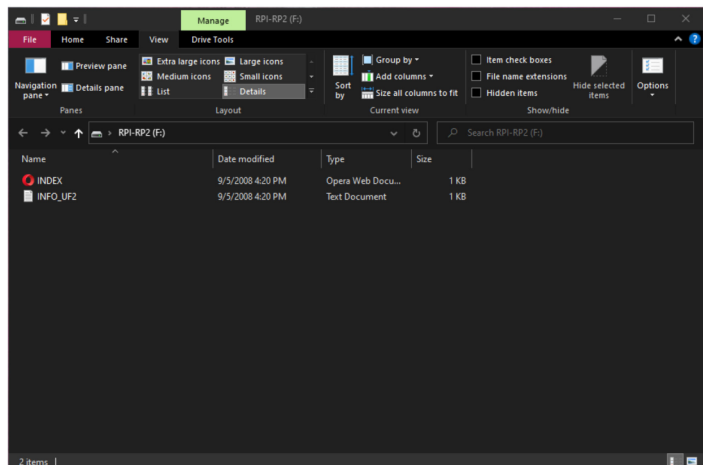 Manage RPI-RP2 (F:)
File Home Share View Drive Tools
Navigation pane
Preview pane
Details pane
Panes
Extra large icons Large icons
Medium icons Small icons
List Details
Layout
Sort by
Group by
Add columns
Size all columns to fit
Current view
Item check boxes
File name extensions
Hidden items
Hide selected items
Show/hide
Options
RPI-RP2 (F:) Search RPI-RP2 (F:)
Name Date modified Type Size
INDEX 9/5/2008 4:20 PM Opera Web Docu... 1 KB
INFO_UF2 9/5/2008 4:20 PM Text Document 1 KB
2 items